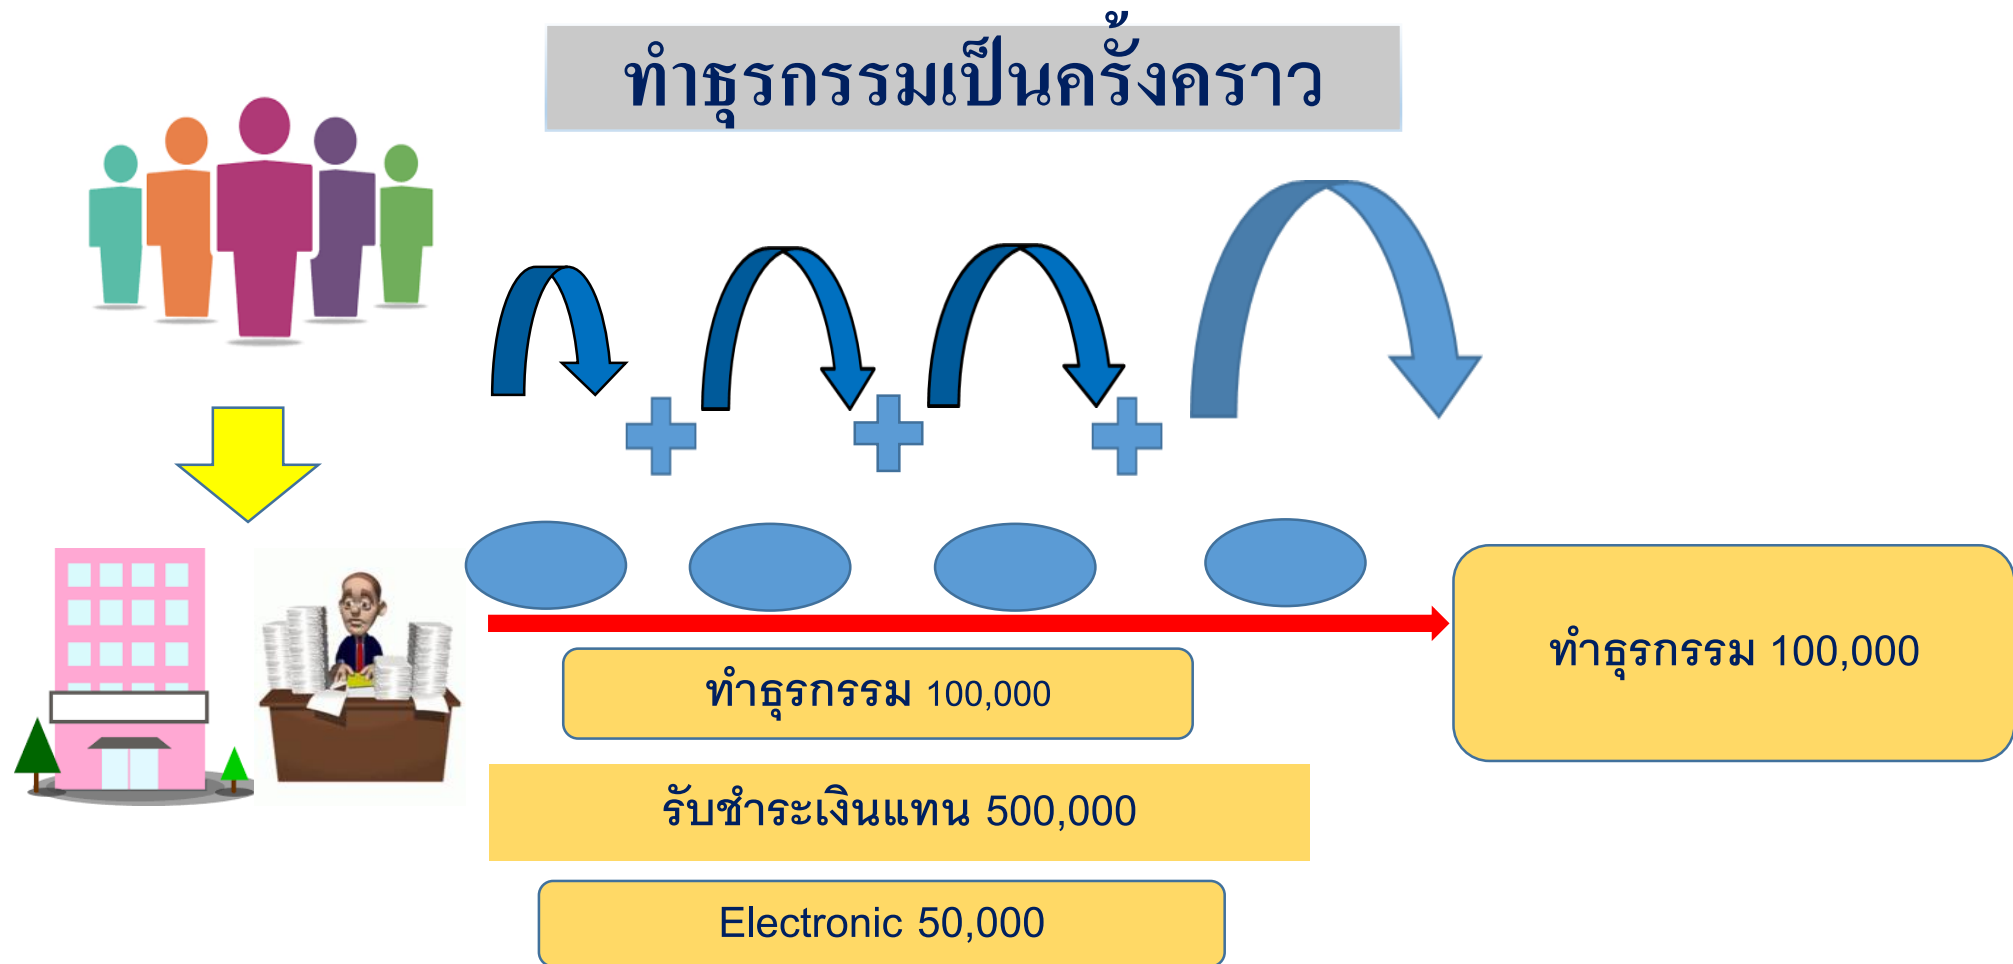 ทำธุรกรรมเป็นครั้งคราว
ทำธุรกรรม 100,000
ทำธุรกรรม 100,000
รับชำระเงินแทน 500,000
Electronic 50,000